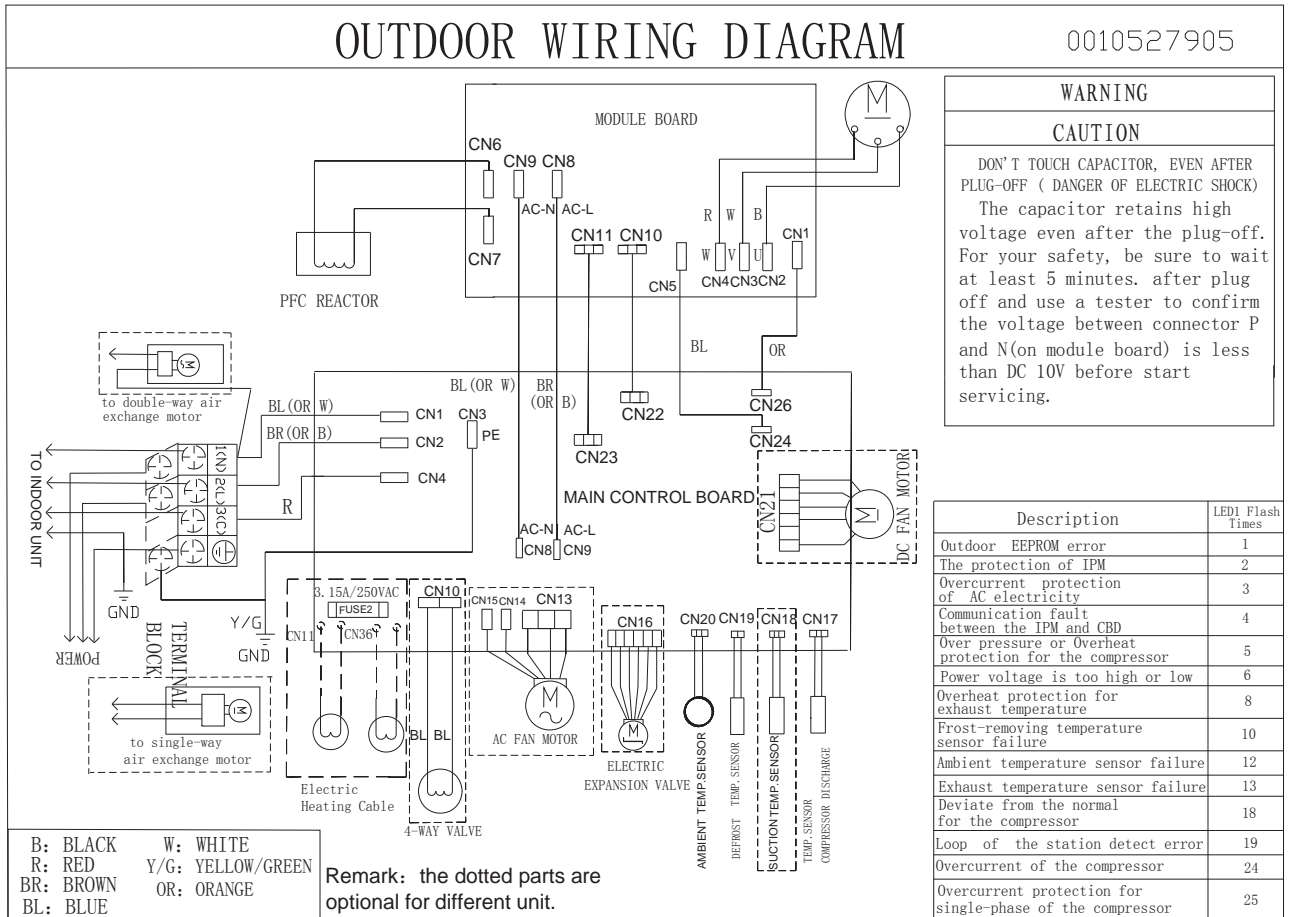 OUTDOOR WIRING DIAGRAM
0010527905
WARNING
CAUTION
DON'T TOUCH CAPACITOR, EVEN AFTER
PLUG-OFF ( DANGER OF ELECTRIC SHOCK)
The capacitor retains high
voltage even after the plug-off.
For your safety, be sure to wait
at least 5 minutes. after plug
off and use a tester to confirm
the voltage between connector P
and N(on module board) is less
than DC 10V before start
servicing.
MODULE BOARD
M
CN6
CN9 CN8
AC-N AC-L
CN7
CN11 CN10
R W B
W V U
CN1
CN5
CN4CN3CN2
PFC REACTOR
BL
OR
M
to double-way air
exchange motor
BL(OR W)
BR(OR B)
R
CN1
CN2
CN4
CN3
PE
BL(OR W)
BR
(OR B)
CN22
CN23
CN26
CN24
MAIN CONTROL BOARD
CN21
M
DC FAN MOTOR
AC-N AC-L
CN8 CN9
TO INDOOR UNIT
1(N) 2(L) 3(C)
GND
Y/G
GND
POWER
TERMINAL
BLOCK
M
to single-way
air exchange motor
3.15A/250VAC
FUSE2
CN11
CN36
Electric
Heating Cable
CN10
BL BL
4-WAY VALVE
CN15 CN14 CN13
M
AC FAN MOTOR
CN16
M
ELECTRIC
EXPANSION VALVE
CN20 CN19 CN18 CN17
AMBIENT TEMP.SENSOR
DEFROST TEMP. SENSOR
SUCTION TEMP.SENSOR
TEMP. SENSOR
COMPRESSOR DISCHARGE
Description LED1 Flash Times
Outdoor EEPROM error 1
The protection of IPM 2
Overcurrent protection
of AC electricity 3
Communication fault
between the IPM and CBD 4
Over pressure or Overheat
protection for the compressor 5
Power voltage is too high or low 6
Overheat protection for
exhaust temperature 8
Frost-removing temperature
sensor failure 10
Ambient temperature sensor failure 12
Exhaust temperature sensor failure 13
Deviate from the normal
for the compressor 18
Loop of the station detect error 19
Overcurrent of the compressor 24
Overcurrent protection for
single-phase of the compressor 25
B: BLACK W: WHITE
R: RED Y/G: YELLOW/GREEN
BR: BROWN OR: ORANGE
BL: BLUE
Remark: the dotted parts are
optional for different unit.